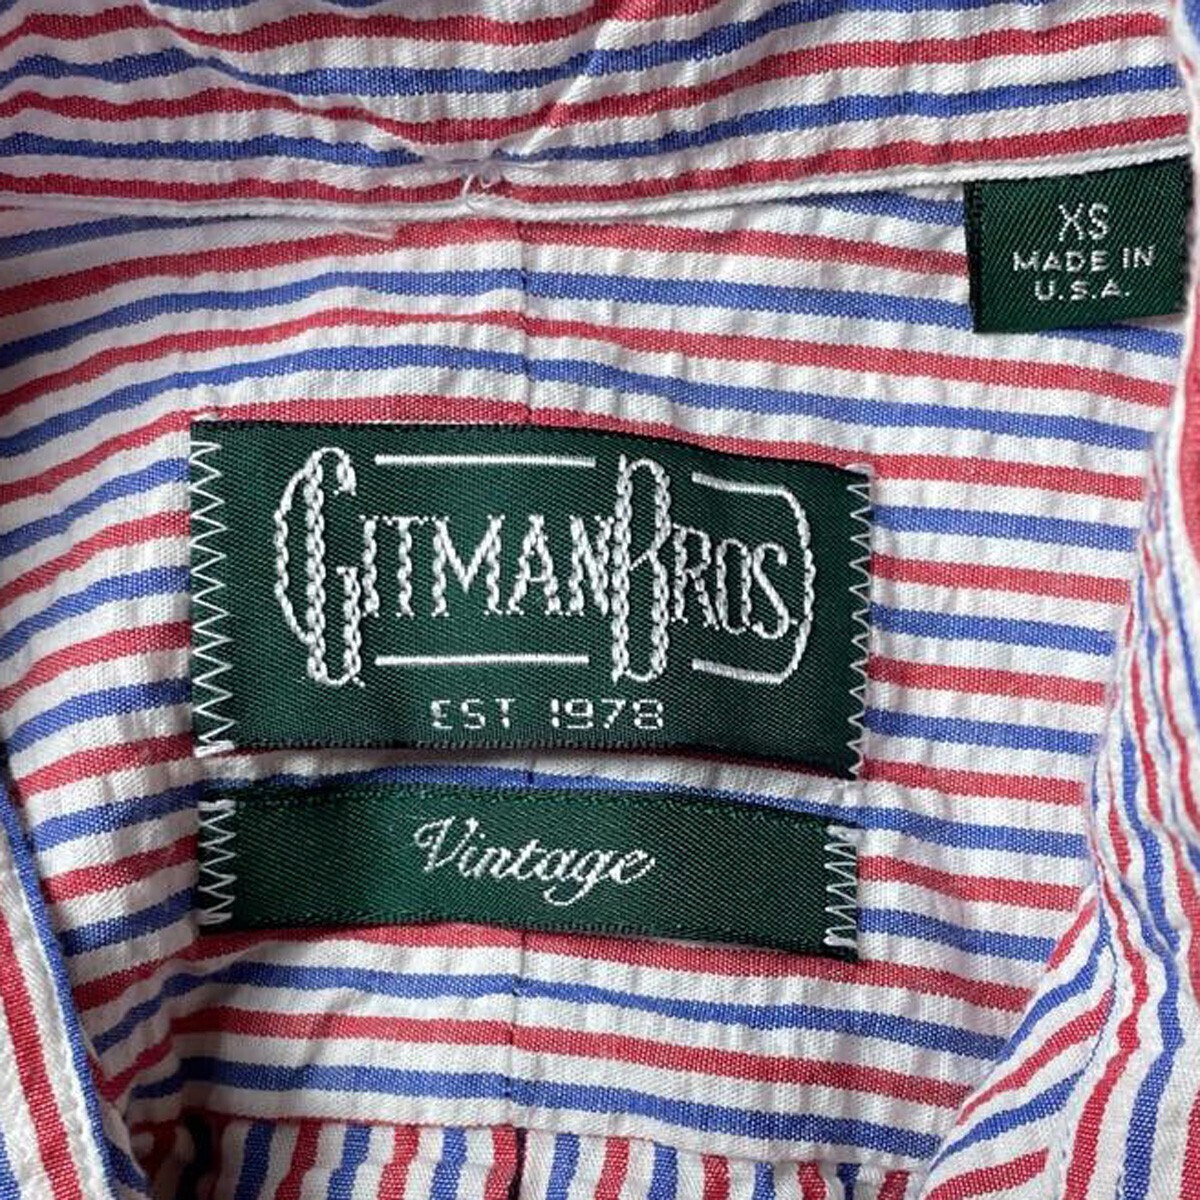 XS
MADE IN
U.S.A.
GITMAN BROS.
EST 1978
Vintage